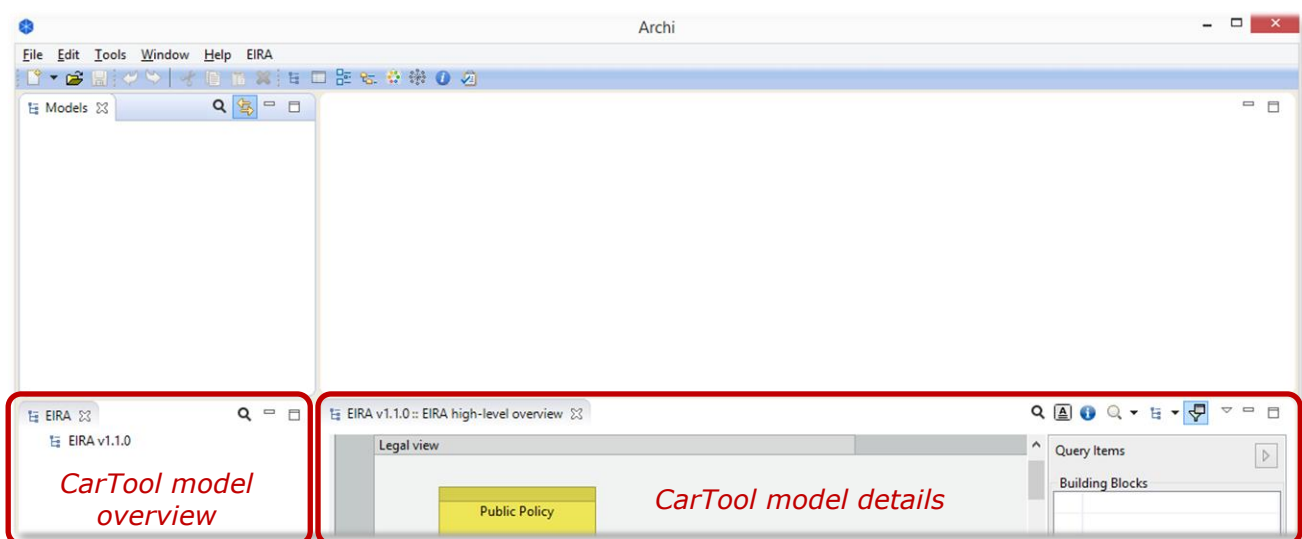 Archi
File Edit Tools Window Help EIRA
Models
EIRA
EIRA v1.1.0
CarTool model
overview
EIRA v1.1.0 :: EIRA high-level overview
Legal view
Public Policy
CarTool model details
Query Items
Building Blocks